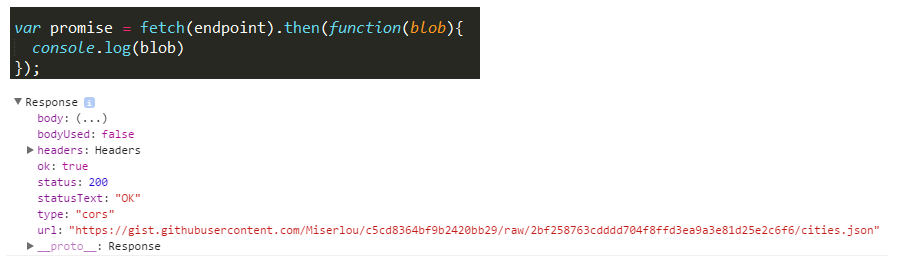 var promise = fetch(endpoint).then(function(blob){
console.log(blob)
});
Response i
body: (...)
bodyUsed: false
headers: Headers
ok: true
status: 200
statusText: "OK"
type: "cors"
url: "https://gist.githubusercontent.com/Miserlou/c5cd8364bf9b2420bb29/raw/2bf258763cdddd704f8ffd3ea9a3e81d25e2c6f6/cities.json"
__proto__: Response